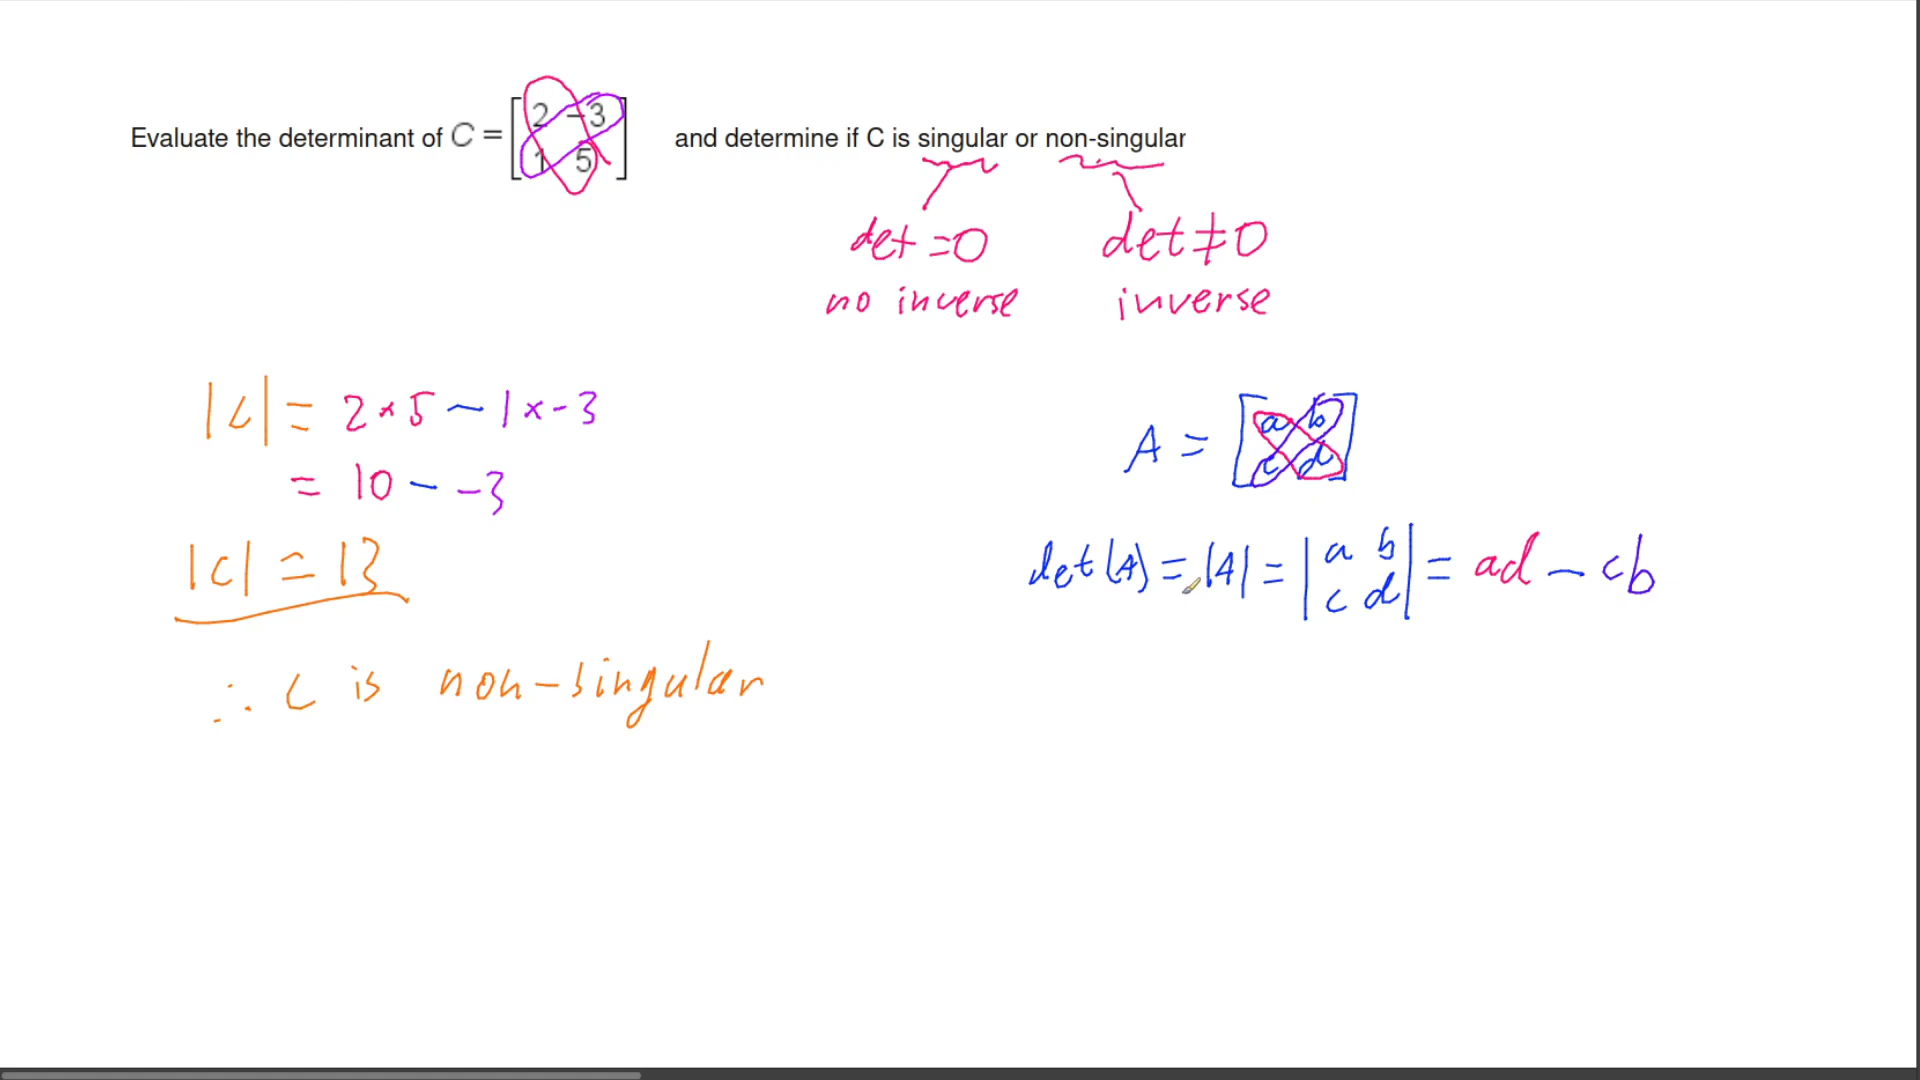 Evaluate the determinant of C = [2 -3
1 5] and determine if C is singular or non-singular
det = 0 det ≠ 0
no inverse inverse
|C| = 2 × 5 - 1 × -3
= 10 - -3
|C| = 13
∴ C is non-singular
A = [a b
c d]
det(A) = |A| = |a b
c d| = ad - cb